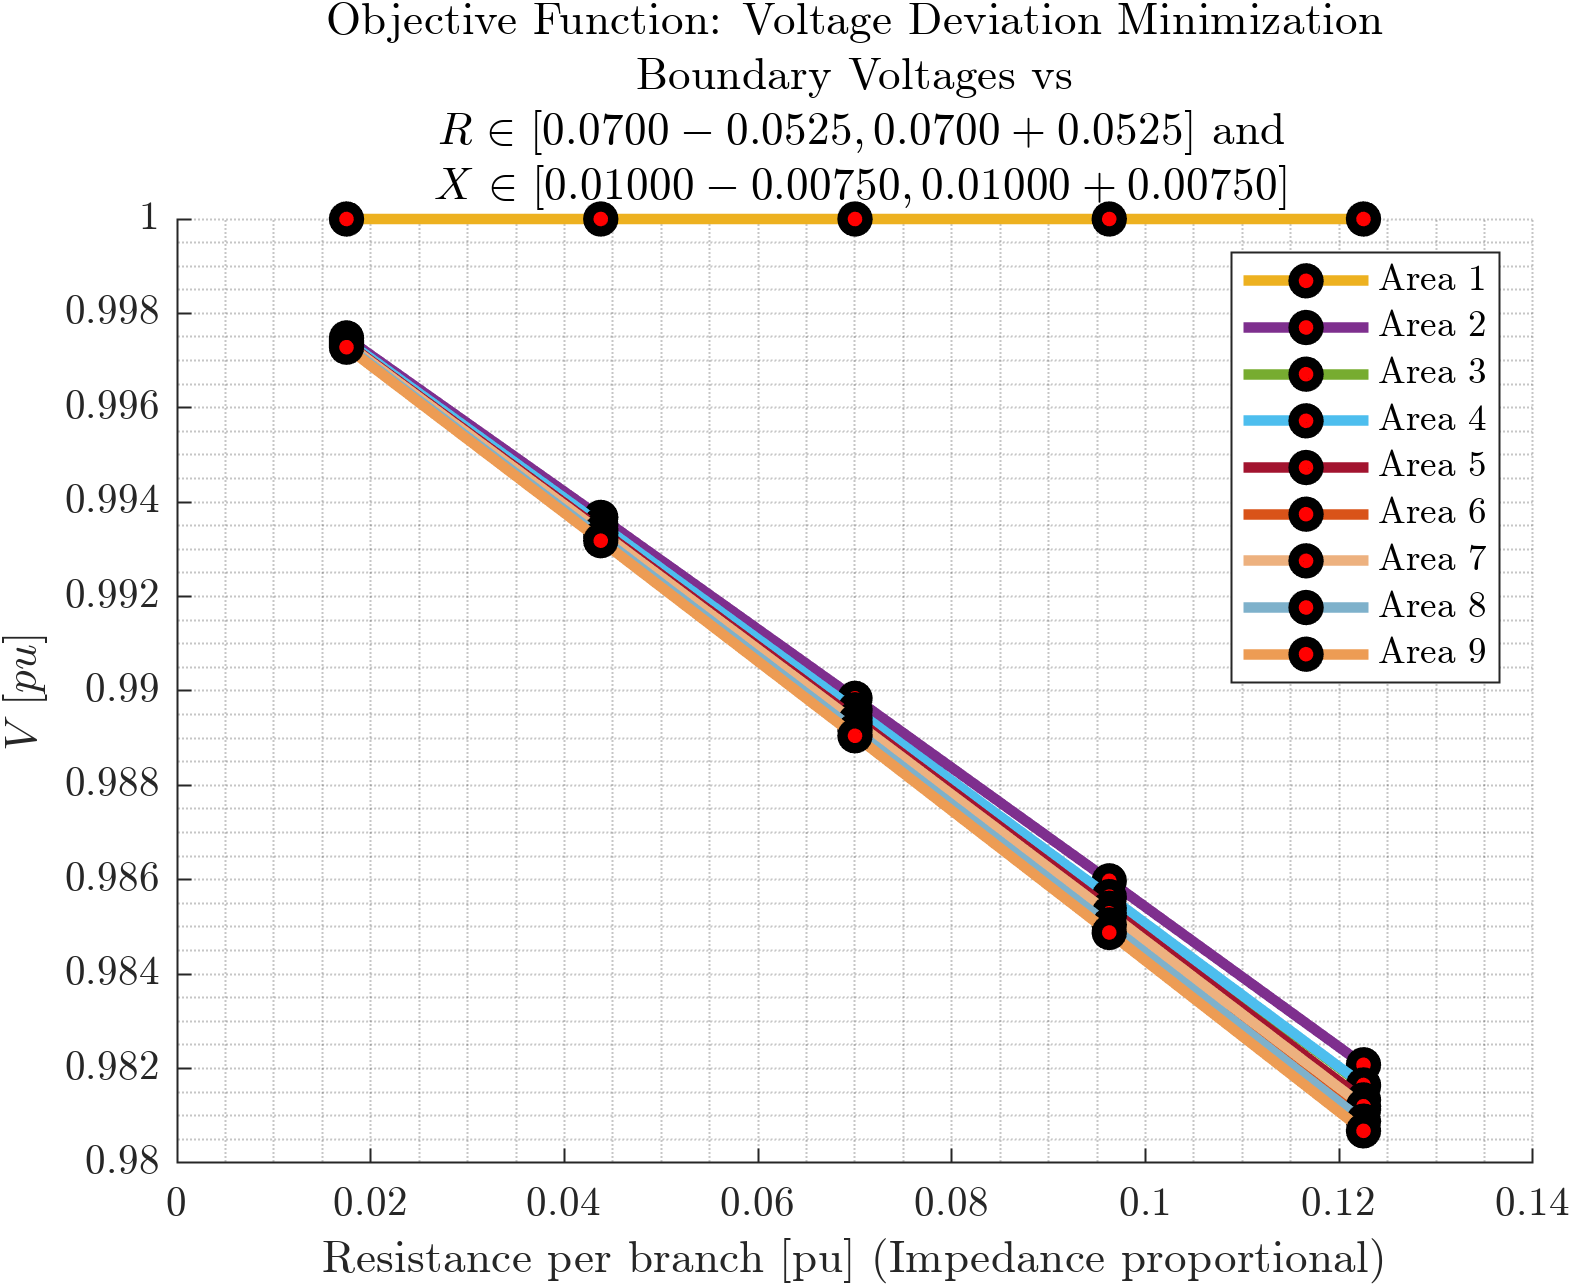 Objective Function: Voltage Deviation Minimization
Boundary Voltages vs
R ∈ [0.0700 − 0.0525, 0.0700 + 0.0525] and
X ∈ [0.01000 − 0.00750, 0.01000 + 0.00750]
1
0.998
0.996
0.994
0.992
0.99
0.988
0.986
0.984
0.982
0.98
V [pu]
Area 1
Area 2
Area 3
Area 4
Area 5
Area 6
Area 7
Area 8
Area 9
0 0.02 0.04 0.06 0.08 0.1 0.12 0.14
Resistance per branch [pu] (Impedance proportional)